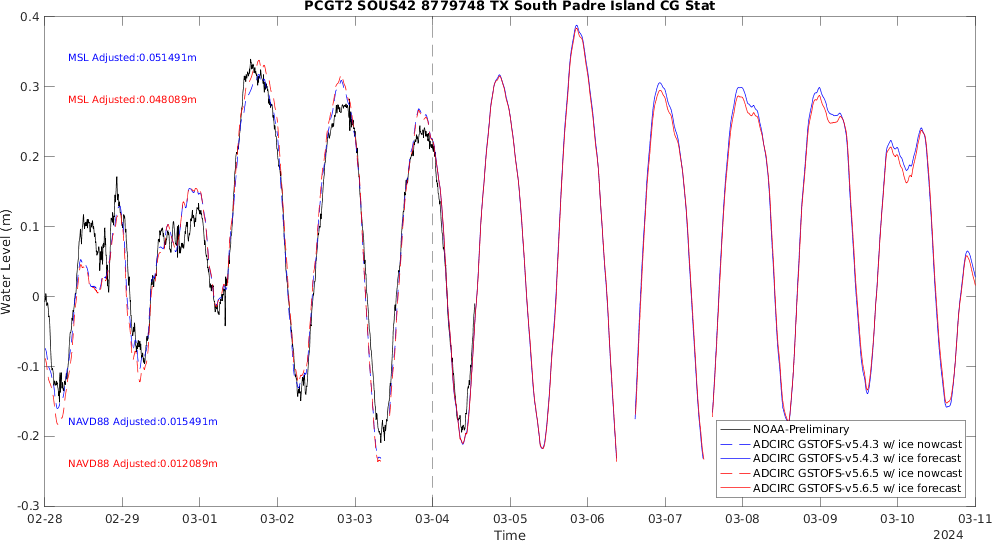 PCGT2 SOUS42 8779748 TX South Padre Island CG Stat
0.4
MSL Adjusted:0.051491m
0.3
MSL Adjusted:0.048089m
0.2
0.1
Water Level (m)
0
-0.1
NAVD88 Adjusted:0.015491m
-0.2
NAVD88 Adjusted:0.012089m
-0.3
NOAA-Preliminary
ADCIRC GSTOFS-v5.4.3 w/ ice nowcast
ADCIRC GSTOFS-v5.4.3 w/ ice forecast
ADCIRC GSTOFS-v5.6.5 w/ ice nowcast
ADCIRC GSTOFS-v5.6.5 w/ ice forecast
02-28 02-29 03-01 03-02 03-03 03-04 03-05 03-06 03-07 03-08 03-09 03-10 03-11
Time
2024